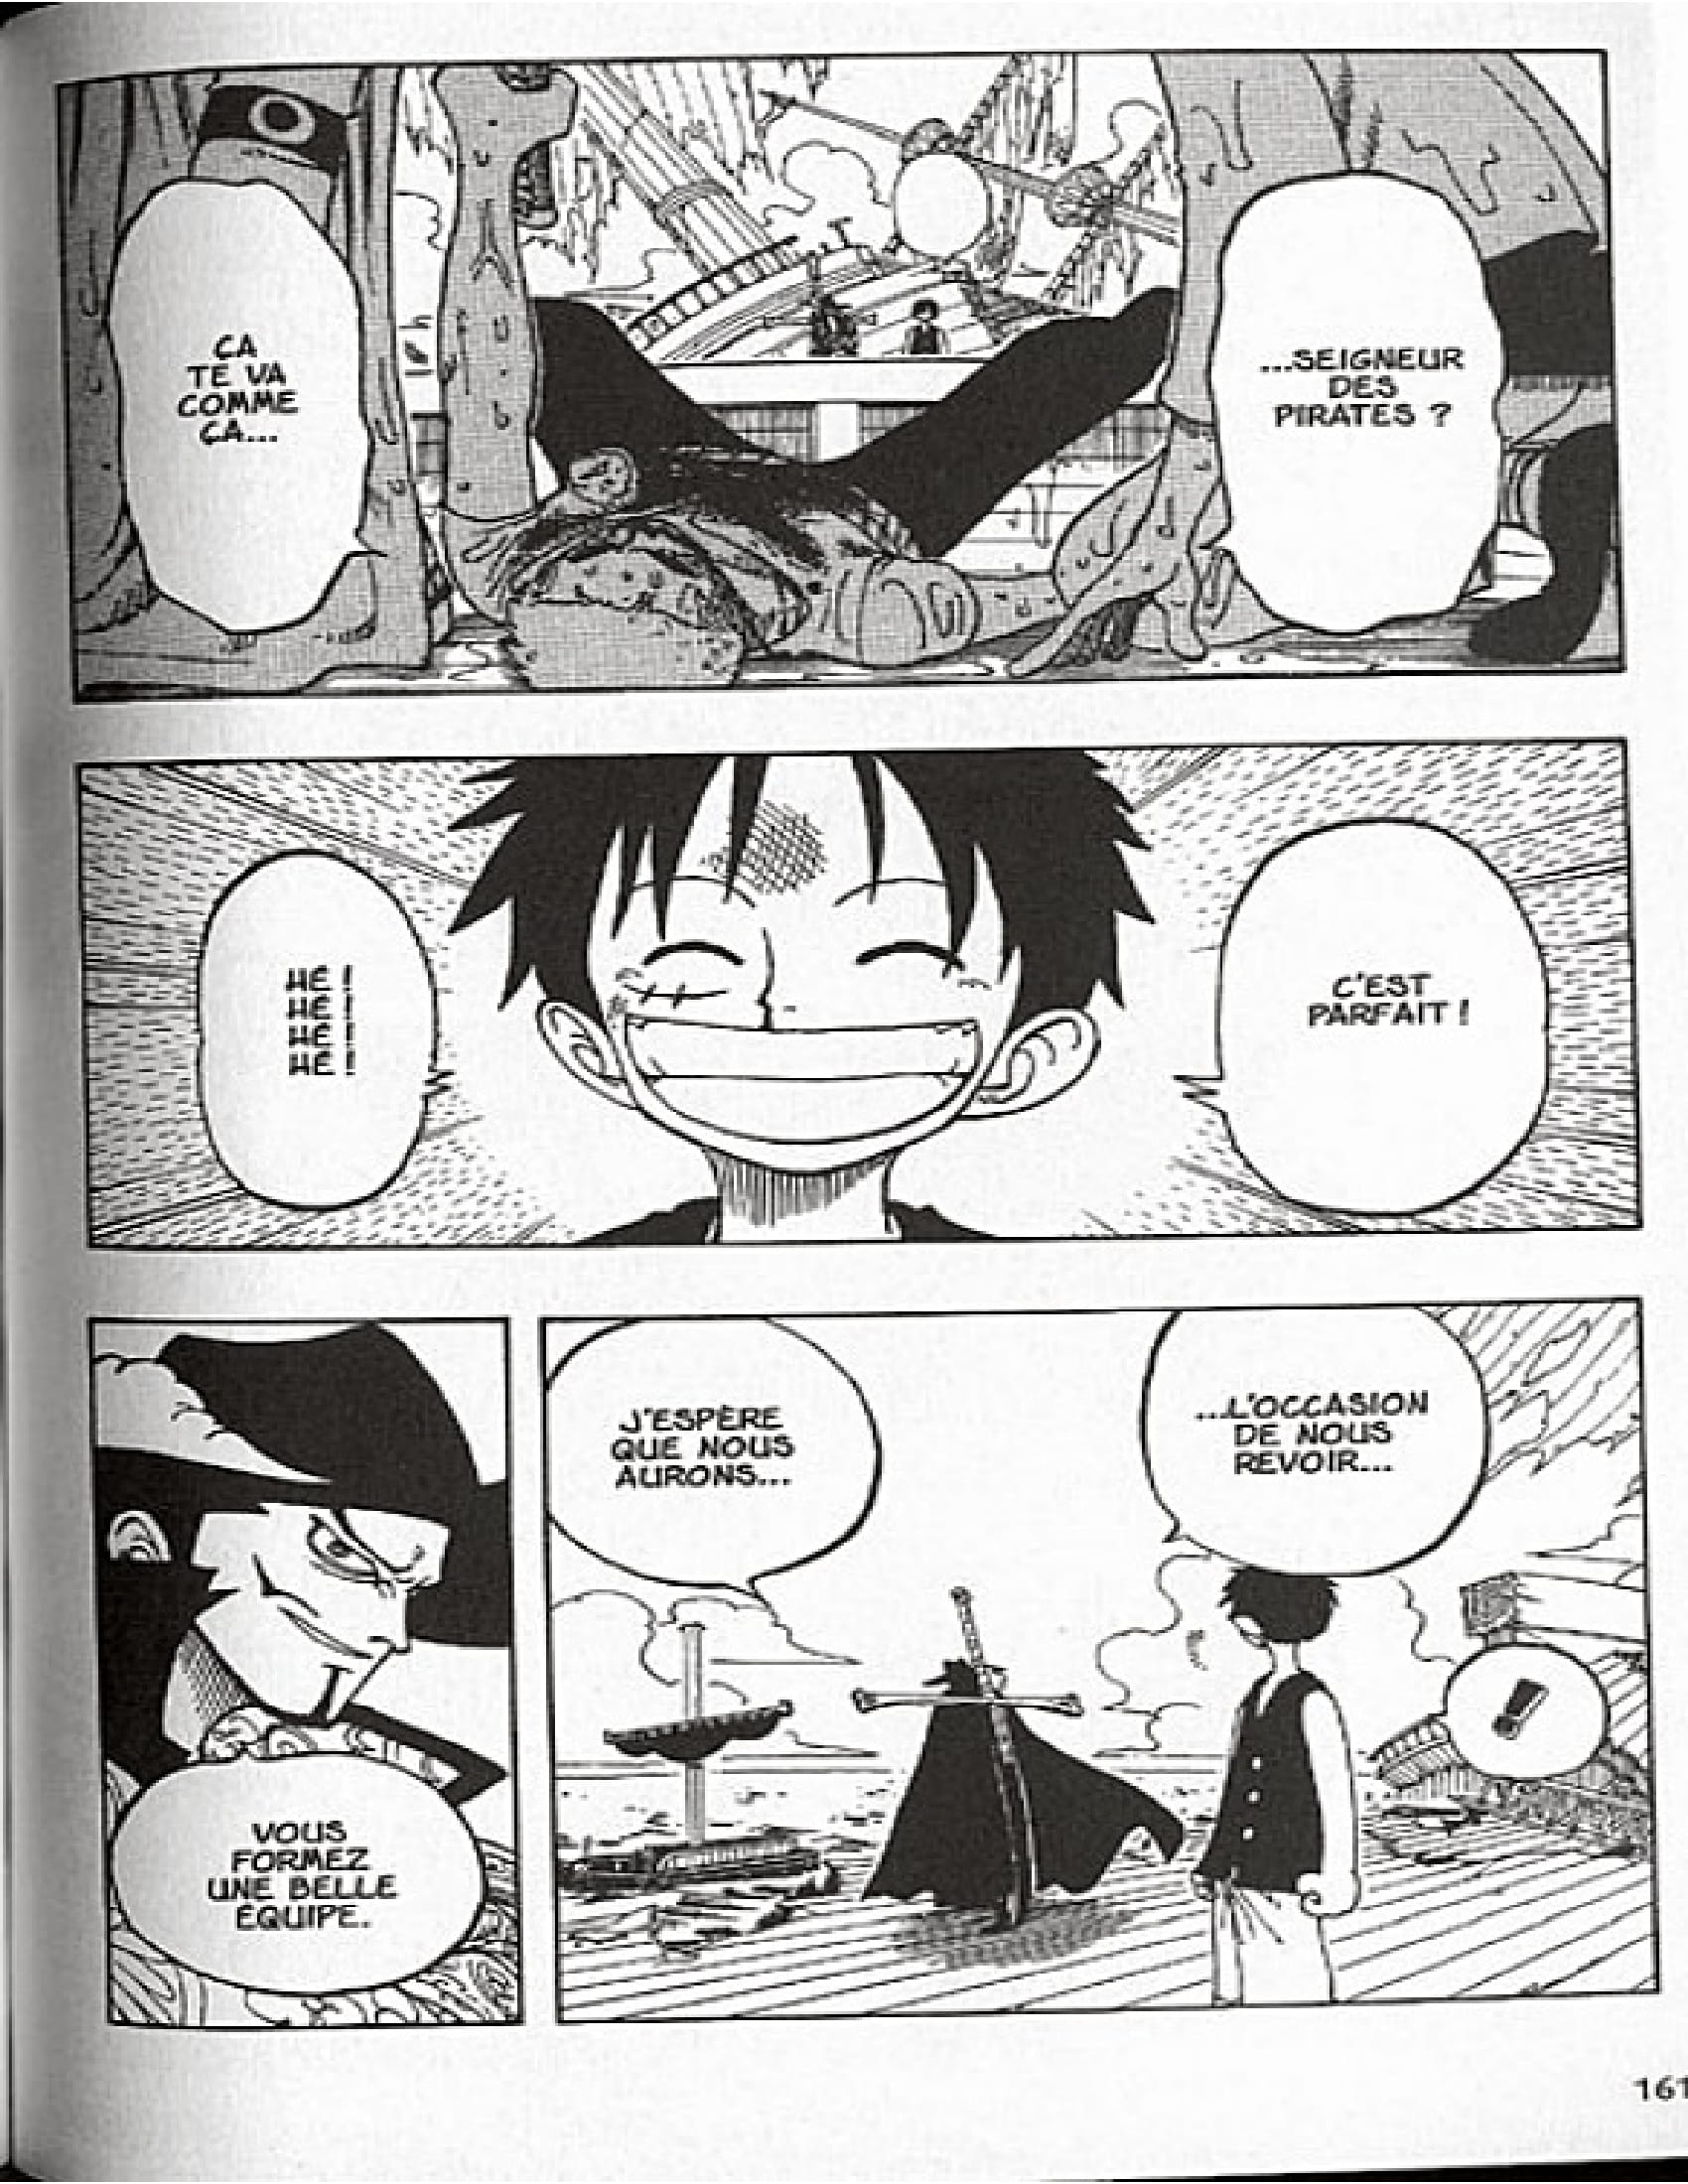 ÇA
TE VA
COMME
ÇA...
...SEIGNEUR
DES
PIRATES ?
HÉ !
HÉ !
HÉ !
HÉ !
C'EST
PARFAIT !
VOUS
FORMEZ
UNE BELLE
ÉQUIPE.
J'ESPÈRE
QUE NOUS
AURONS...
...L'OCCASION
DE NOUS
REVOIR...
!
161